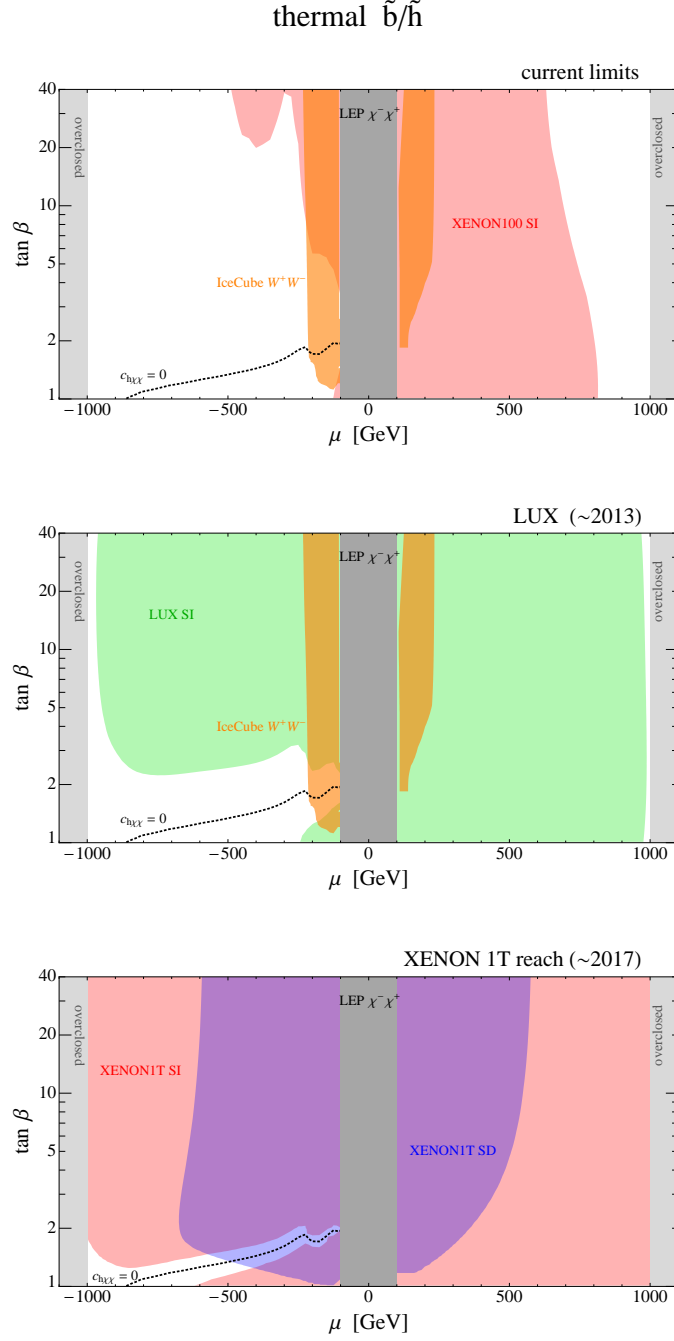 thermal b̃/h̃
current limits
40
20
10
5
2
1
tan β
overclosed
LEP χ⁻χ⁺
overclosed
XENON100 SI
IceCube W⁺W⁻
c_hχχ = 0
−1000
−500
0
500
1000
μ [GeV]
LUX (~2013)
40
20
10
5
2
1
tan β
overclosed
LEP χ⁻χ⁺
overclosed
LUX SI
IceCube W⁺W⁻
c_hχχ = 0
−1000
−500
0
500
1000
μ [GeV]
XENON 1T reach (~2017)
40
20
10
5
2
1
tan β
overclosed
LEP χ⁻χ⁺
overclosed
XENON1T SI
XENON1T SD
c_hχχ = 0
−1000
−500
0
500
1000
μ [GeV]